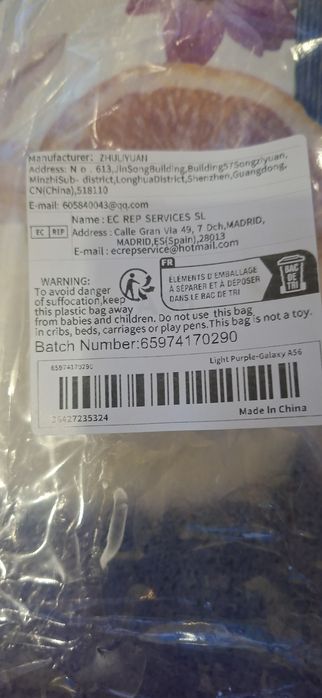 Manufacturer: ZHULIYUAN
Address: N o . 613,JinSongBuilding,Building57Songziyuan,
MinzhiSub- district,LonghuaDistrict,Shenzhen,Guangdong,
CN(China),518110
E-mail: 605840043@qq.com
EC REP
Name : EC REP SERVICES SL
Address : Calle Gran Via 49, 7 Dch,MADRID,
MADRID,ES(Spain),28013
E-mail : ecrepservice@hotmail.com
FR
ÉLÉMENTS D'EMBALLAGE
À SÉPARER ET À DÉPOSER
DANS LE BAC DE TRI
BAC
DE
TRI
WARNING:
To avoid danger
of suffocation,keep
this plastic bag away
from babies and children. Do not use this bag
in cribs, beds, carriages or play pens.This bag is not a toy.
Batch Number:65974170290
65974170290
Light Purple-Galaxy A56
26427235324
Made In China